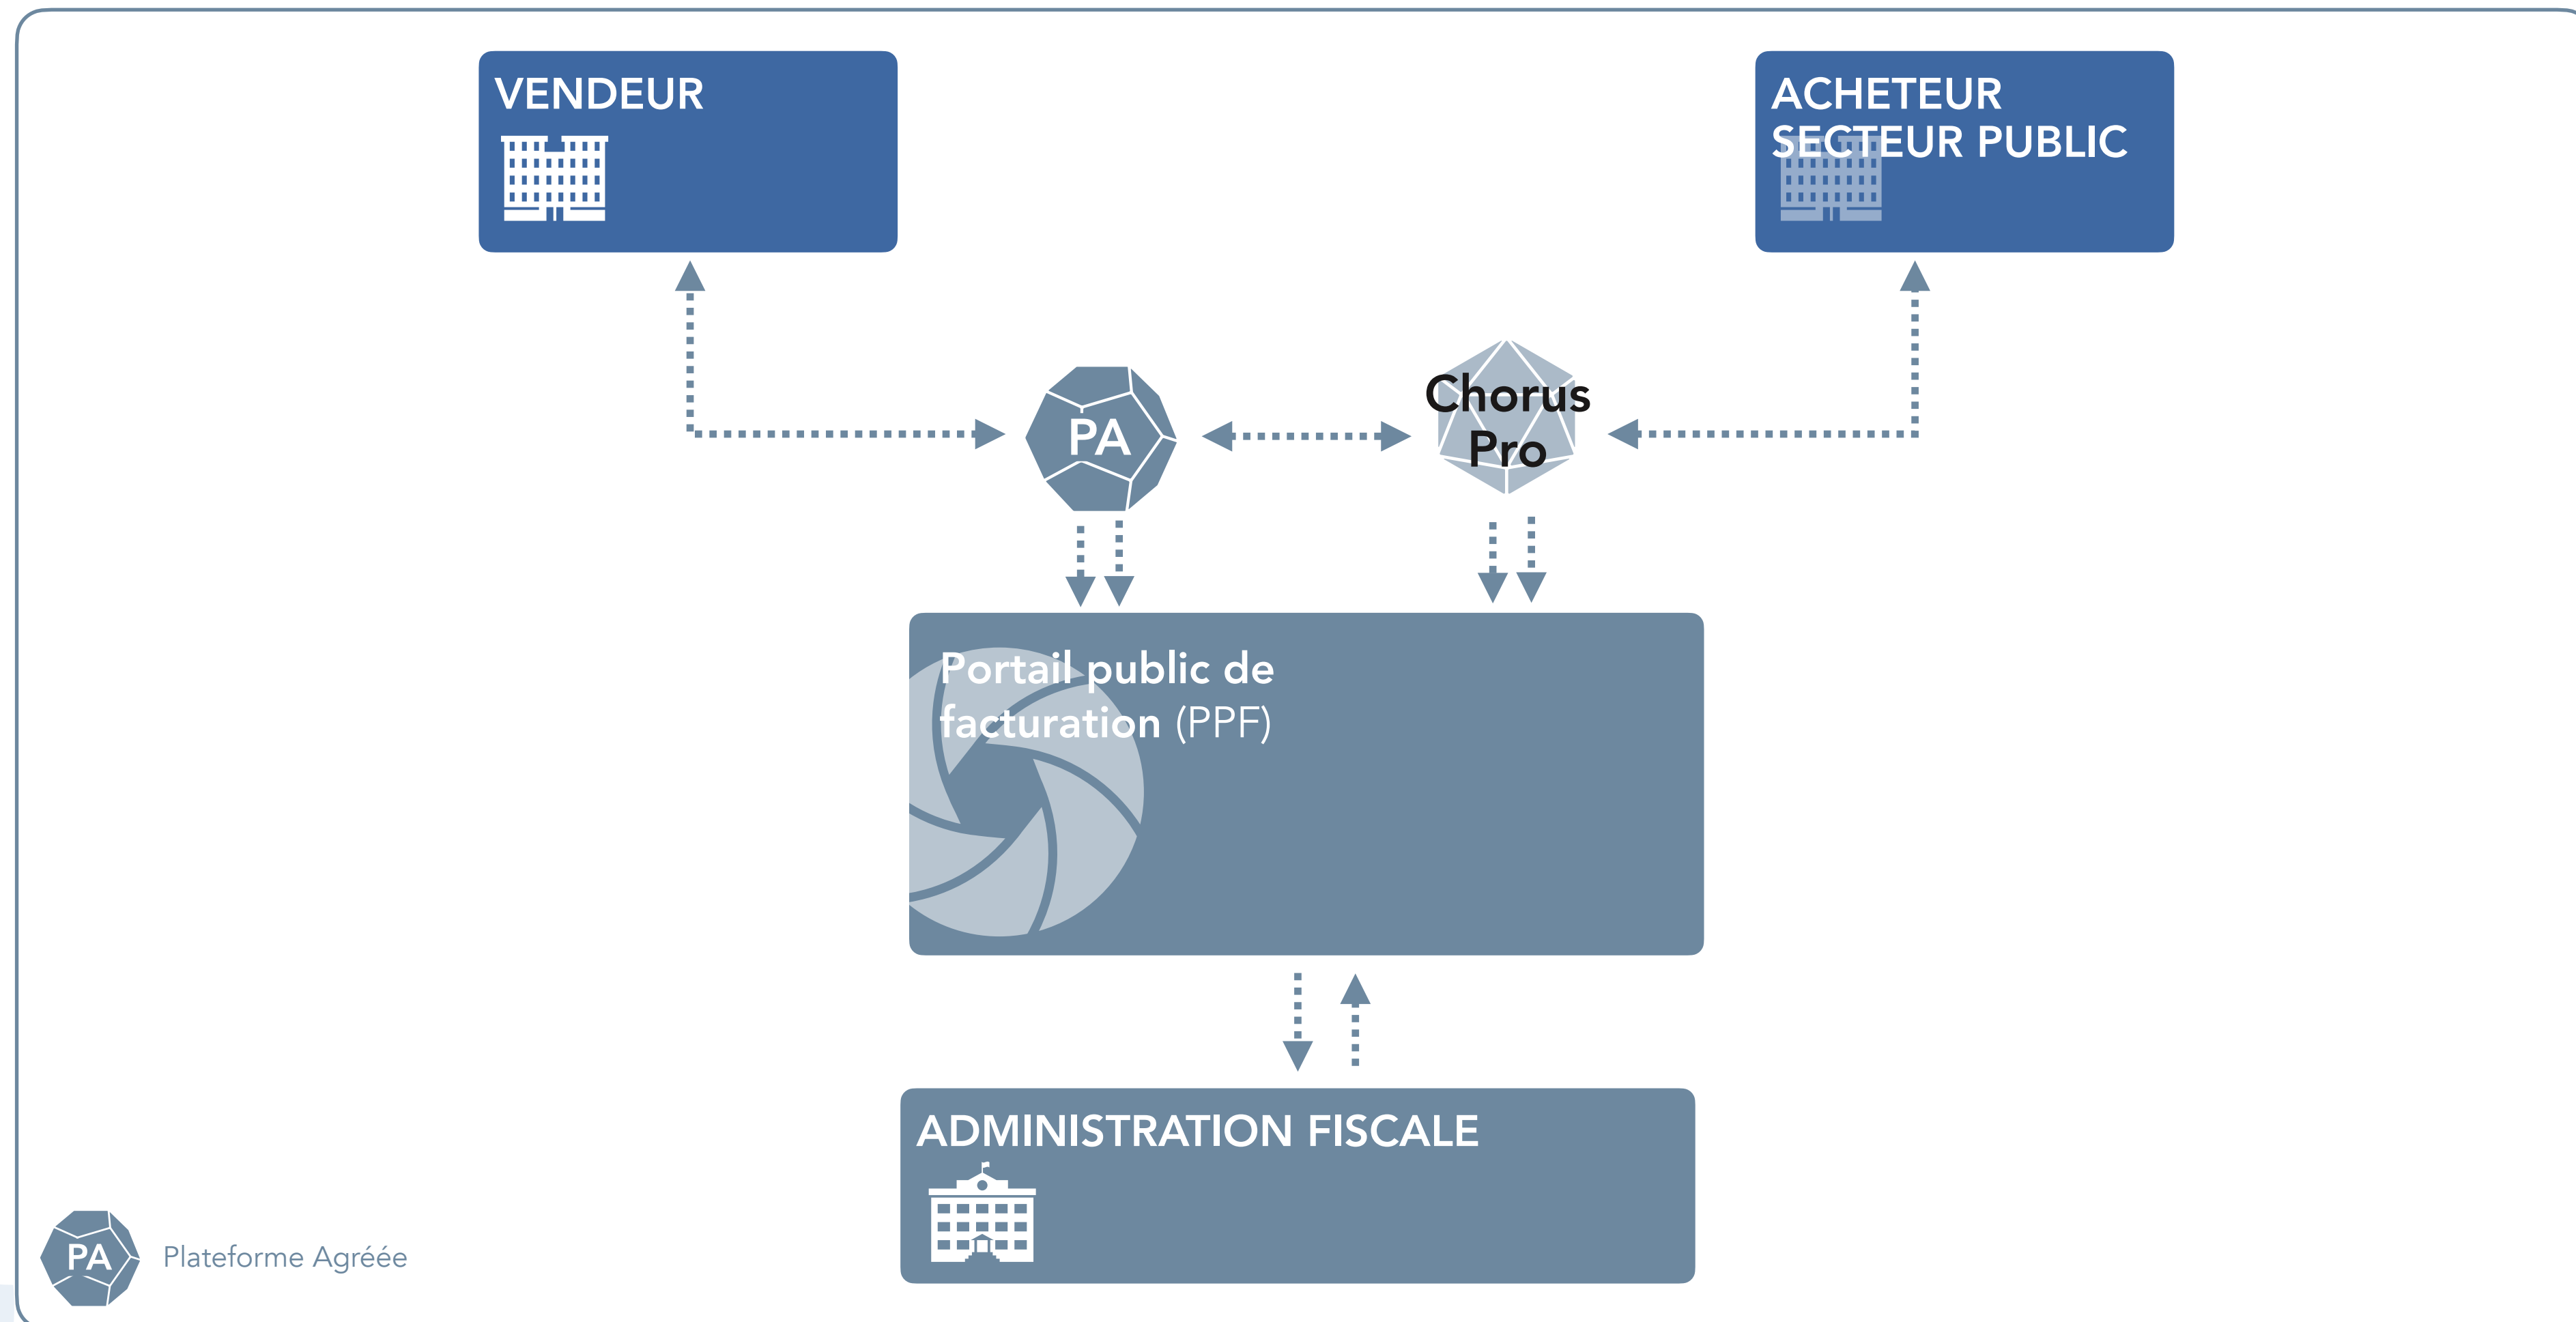 VENDEUR
ACHETEUR
SECTEUR PUBLIC
PA
Chorus
Pro
Portail public de
facturation (PPF)
ADMINISTRATION FISCALE
PA
Plateforme Agréée